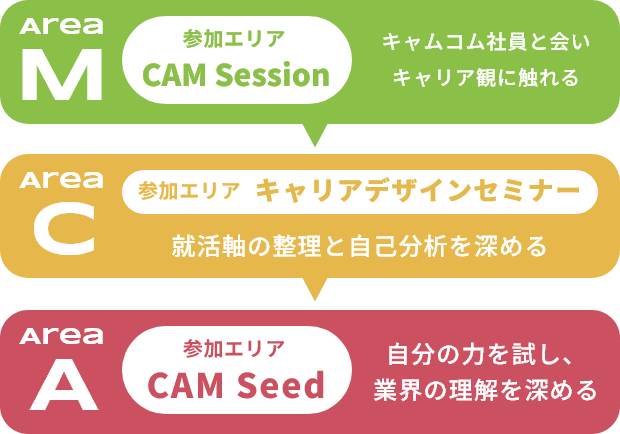 Area
M
参加エリア
CAM Session
キャムコム社員と会い
キャリア観に触れる
Area
C
参加エリア キャリアデザインセミナー
就活軸の整理と自己分析を深める
Area
A
参加エリア
CAM Seed
自分の力を試し、
業界の理解を深める